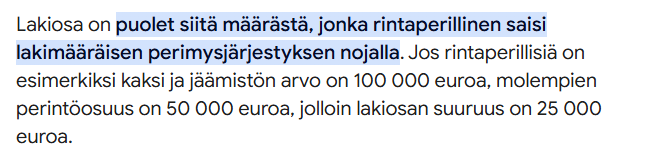 Lakiosa on puolet siitä määrästä, jonka rintaperillinen saisi
lakimääräisen perimysjärjestyksen nojalla. Jos rintaperillisiä on
esimerkiksi kaksi ja jäämistön arvo on 100 000 euroa, molempien
perintöosuus on 50 000 euroa, jolloin lakiosan suuruus on 25 000
euroa.